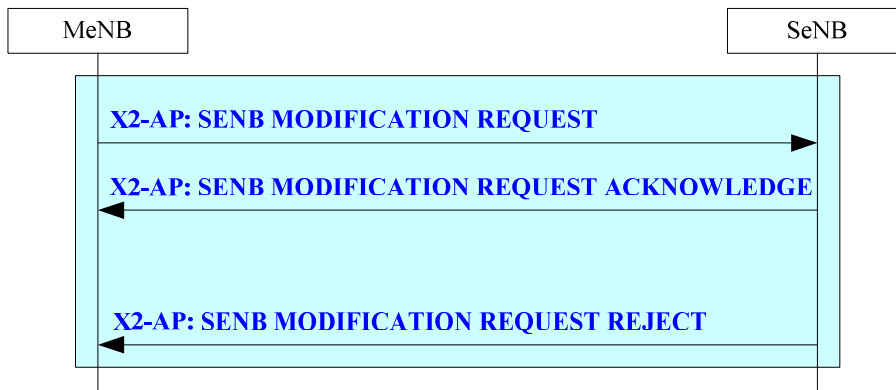 MeNB
SeNB
X2-AP: SENB MODIFICATION REQUEST
X2-AP: SENB MODIFICATION REQUEST ACKNOWLEDGE
X2-AP: SENB MODIFICATION REQUEST REJECT